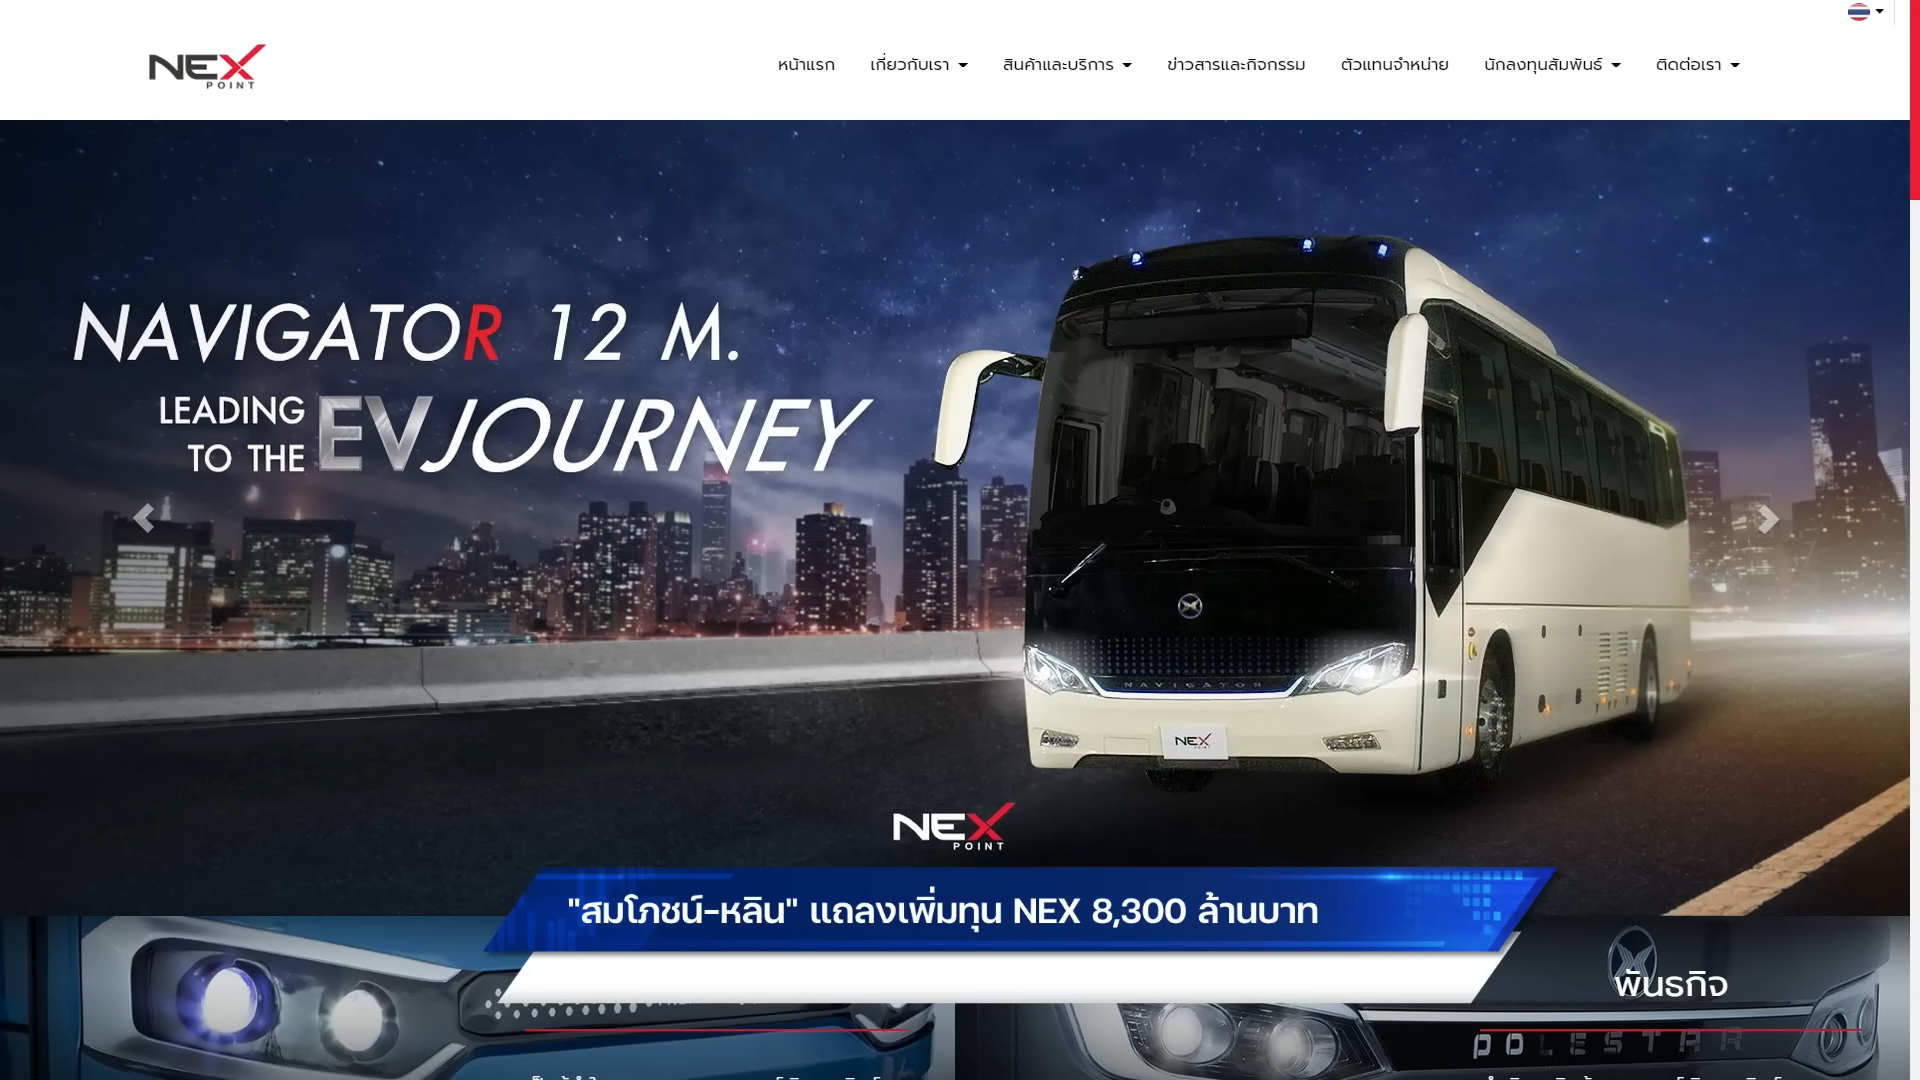 NEX
POINT
หน้าแรก
เกี่ยวกับเรา
สินค้าและบริการ
ข่าวสารและกิจกรรม
ตัวแทนจำหน่าย
นักลงทุนสัมพันธ์
ติดต่อเรา
NAVIGATOR 12 M.
LEADING
TO THE
EV JOURNEY
NAVIGATOR
NEX
NEX
POINT
"สมโภชน์-หลิน" แถลงเพิ่มทุน NEX 8,300 ล้านบาท
พันธกิจ
POLESTAR